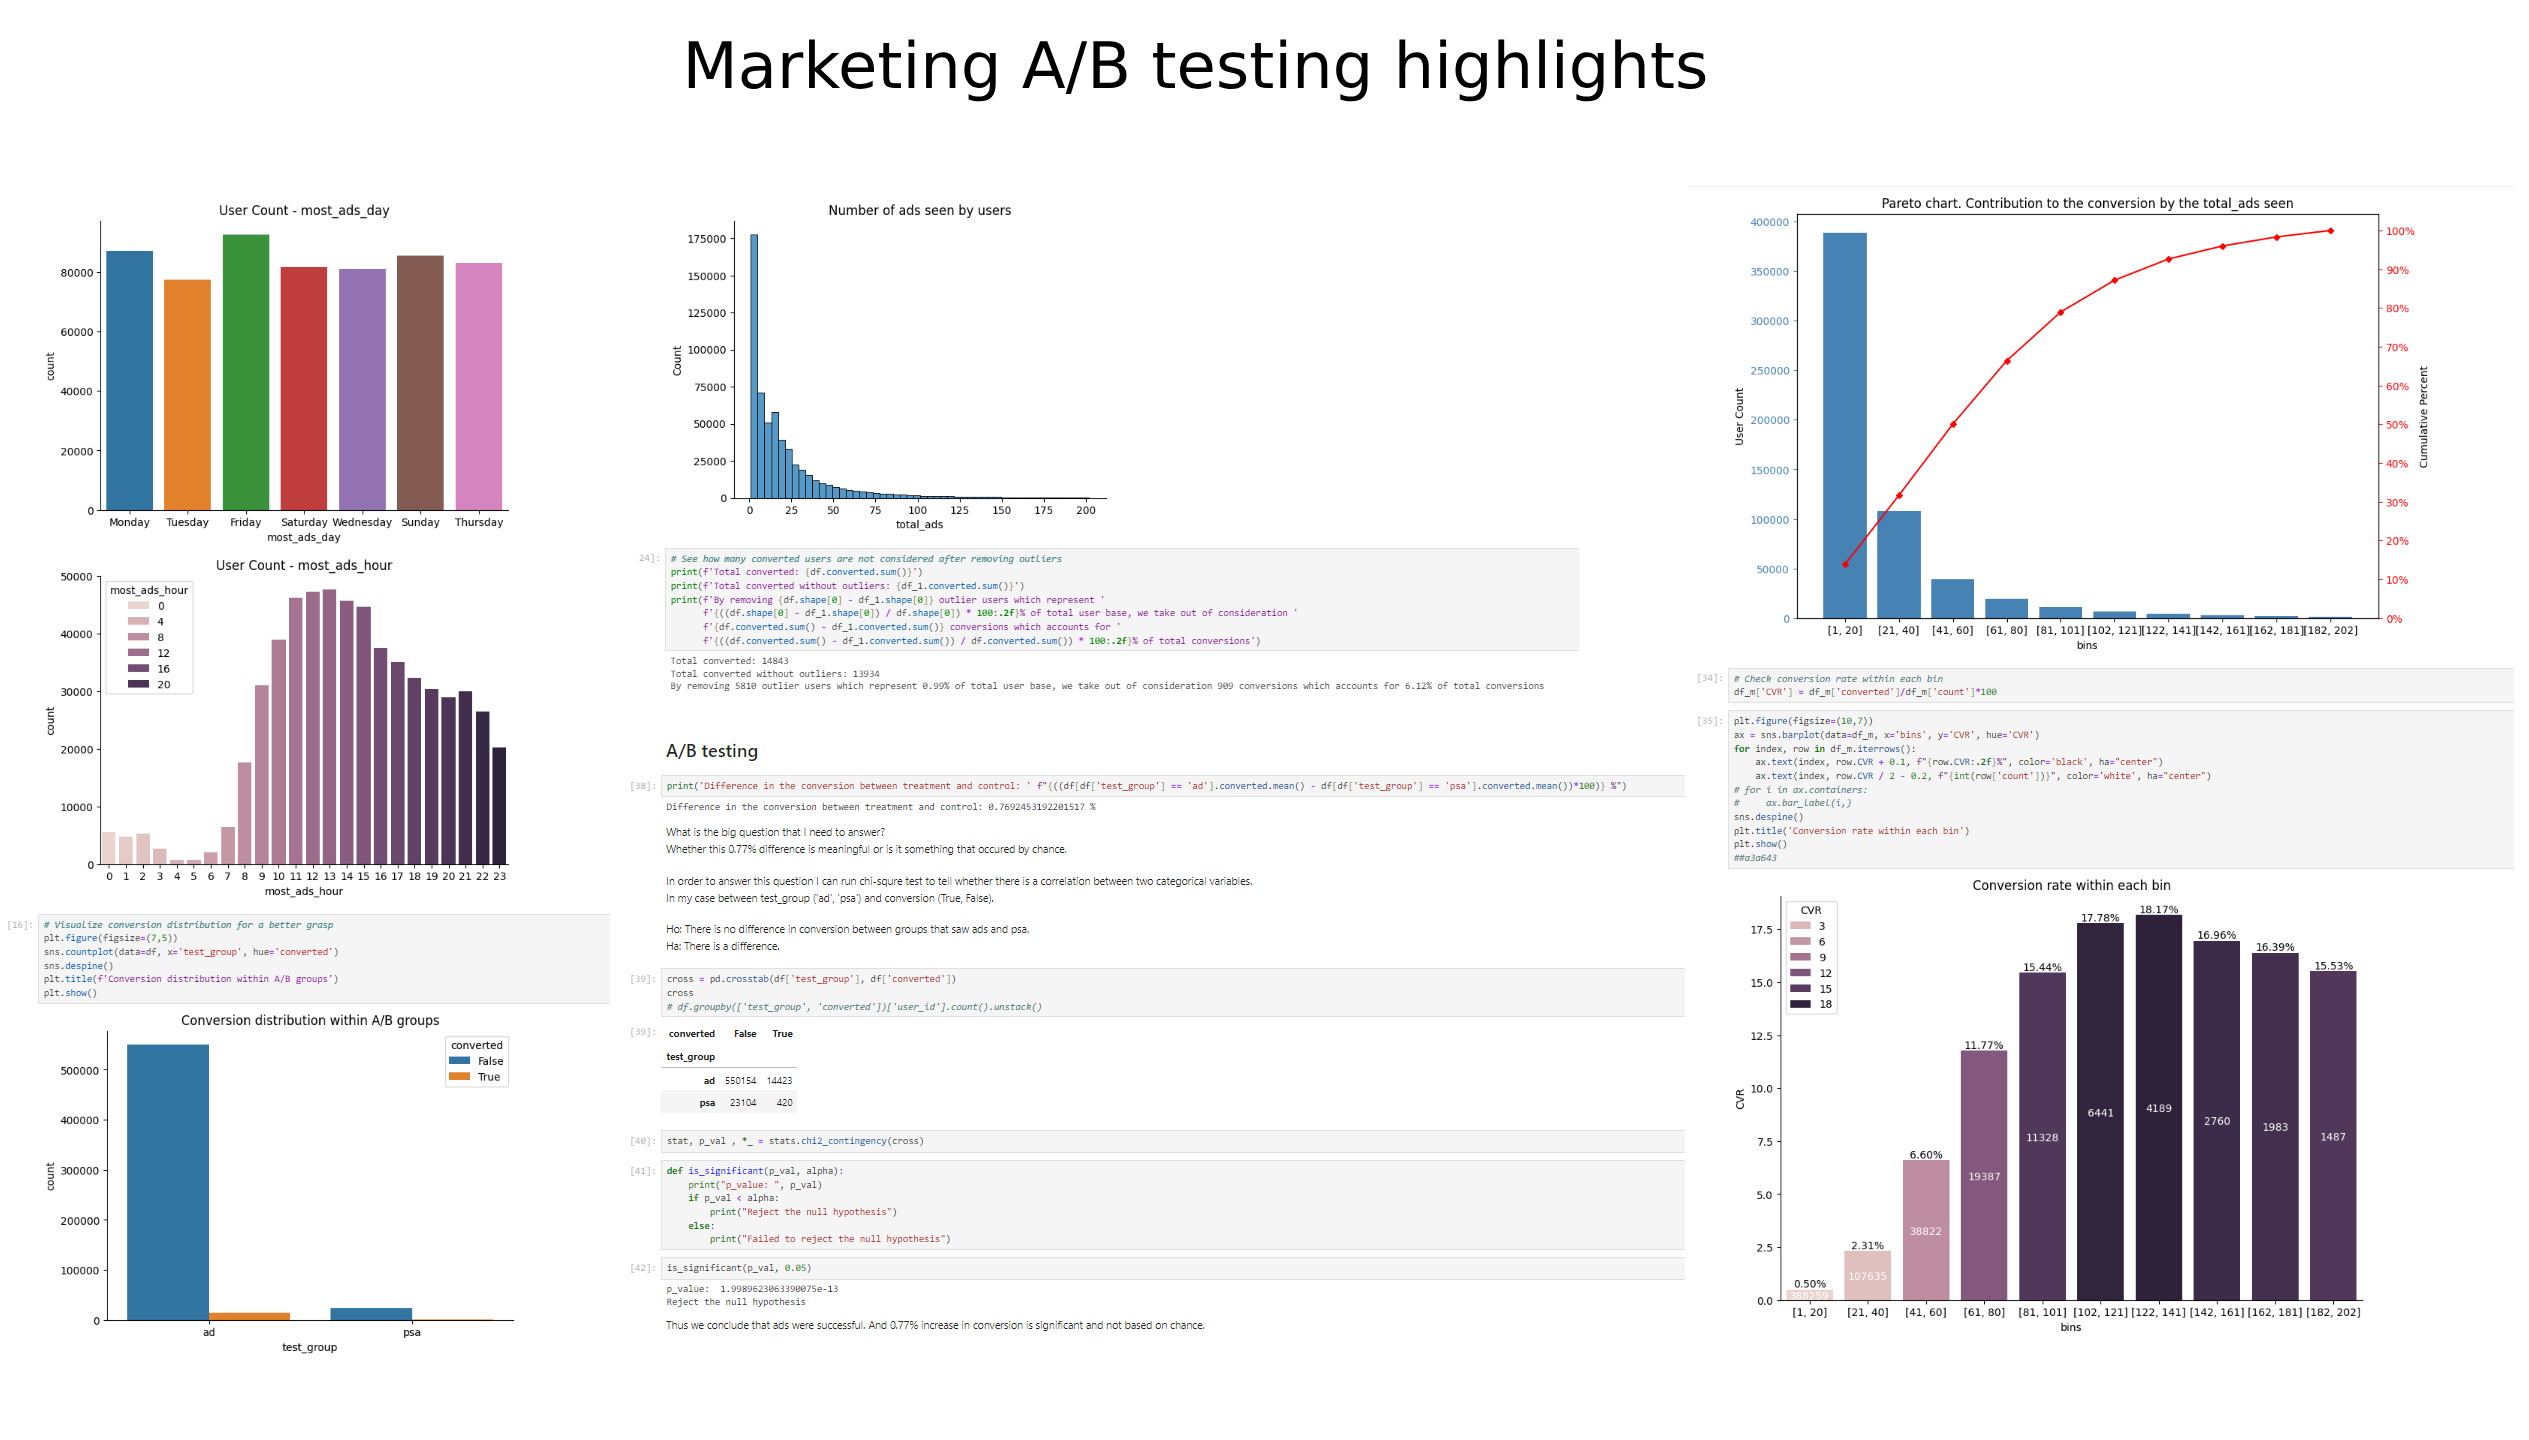 Marketing A/B testing highlights
User Count - most_ads_day
count
80000
60000
40000
20000
0
Monday Tuesday Friday Saturday Wednesday Sunday Thursday
most_ads_day
User Count - most_ads_hour
most_ads_hour
0
4
8
12
16
20
count
50000
40000
30000
20000
10000
0
0 1 2 3 4 5 6 7 8 9 10 11 12 13 14 15 16 17 18 19 20 21 22 23
most_ads_hour
[16]:
# Visualize conversion distribution for a better grasp
plt.figure(figsize=(7,5))
sns.countplot(data=df, x='test_group', hue='converted')
sns.despine()
plt.title(f'Conversion distribution within A/B groups')
plt.show()
Conversion distribution within A/B groups
converted
False
True
count
500000
400000
300000
200000
100000
0
ad psa
test_group
Number of ads seen by users
Count
175000
150000
125000
100000
75000
50000
25000
0
0 25 50 75 100 125 150 175 200
total_ads
24]:
# See how many converted users are not considered after removing outliers
print(f'Total converted: {df.converted.sum()}')
print(f'Total converted without outliers: {df_1.converted.sum()}')
print(f'By removing {df.shape[0] - df_1.shape[0]} outlier users which represent '
f'{((df.shape[0] - df_1.shape[0]) / df.shape[0]) * 100:.2f}% of total user base, we take out of consideration '
f'{df.converted.sum() - df_1.converted.sum()} conversions which accounts for '
f'{((df.converted.sum() - df_1.converted.sum()) / df.converted.sum()) * 100:.2f}% of total conversions')
Total converted: 14843
Total converted without outliers: 13934
By removing 5810 outlier users which represent 0.99% of total user base, we take out of consideration 909 conversions which accounts for 6.12% of total conversions
A/B testing
[38]:
print('Difference in the conversion between treatment and control: ' f"{((df[df['test_group'] == 'ad'].converted.mean() - df[df['test_group'] == 'psa'].converted.mean())*100)} %")
Difference in the conversion between treatment and control: 0.7692453192201517 %
What is the big question that I need to answer?
Whether this 0.77% difference is meaningful or is it something that occured by chance.
In order to answer this question I can run chi-squre test to tell whether there is a correlation between two categorical variables.
In my case between test_group ('ad', 'psa') and conversion (True, False).
Ho: There is no difference in conversion between groups that saw ads and psa.
Ha: There is a difference.
[39]:
cross = pd.crosstab(df['test_group'], df['converted'])
cross
# df.groupby(['test_group', 'converted'])['user_id'].count().unstack()
[39]:
converted False True
test_group
ad 550154 14423
psa 23104 420
[40]:
stat, p_val , *_ = stats.chi2_contingency(cross)
[41]:
def is_significant(p_val, alpha):
print("p_value: ", p_val)
if p_val < alpha:
print("Reject the null hypothesis")
else:
print("Failed to reject the null hypothesis")
[42]:
is_significant(p_val, 0.05)
p_value: 1.9989623063390075e-13
Reject the null hypothesis
Thus we conclude that ads were successful. And 0.77% increase in conversion is significant and not based on chance.
Pareto chart. Contribution to the conversion by the total_ads seen
User Count
400000
350000
300000
250000
200000
150000
100000
50000
0
100%
90%
80%
70%
60%
50%
40%
30%
20%
10%
0%
Cumulative Percent
[1, 20] [21, 40] [41, 60] [61, 80] [81, 101] [102, 121] [122, 141] [142, 161] [162, 181] [182, 202]
bins
[34]:
# Check conversion rate within each bin
df_m['CVR'] = df_m['converted']/df_m['count']*100
[35]:
plt.figure(figsize=(10,7))
ax = sns.barplot(data=df_m, x='bins', y='CVR', hue='CVR')
for index, row in df_m.iterrows():
ax.text(index, row.CVR + 0.1, f"{row.CVR:.2f}%", color='black', ha="center")
ax.text(index, row.CVR / 2 - 0.2, f"{int(row['count'])}", color='white', ha="center")
# for i in ax.containers:
# ax.bar_label(i,)
sns.despine()
plt.title('Conversion rate within each bin')
plt.show()
##a3a643
Conversion rate within each bin
CVR
3
6
9
12
15
18
CVR
17.5
15.0
12.5
10.0
7.5
5.0
2.5
0.0
0.50% 2.31% 6.60% 11.77% 15.44% 17.78% 18.17% 16.96% 16.39% 15.53%
388259 107635 38822 19387 11328 6441 4189 2760 1983 1487
[1, 20] [21, 40] [41, 60] [61, 80] [81, 101] [102, 121] [122, 141] [142, 161] [162, 181] [182, 202]
bins